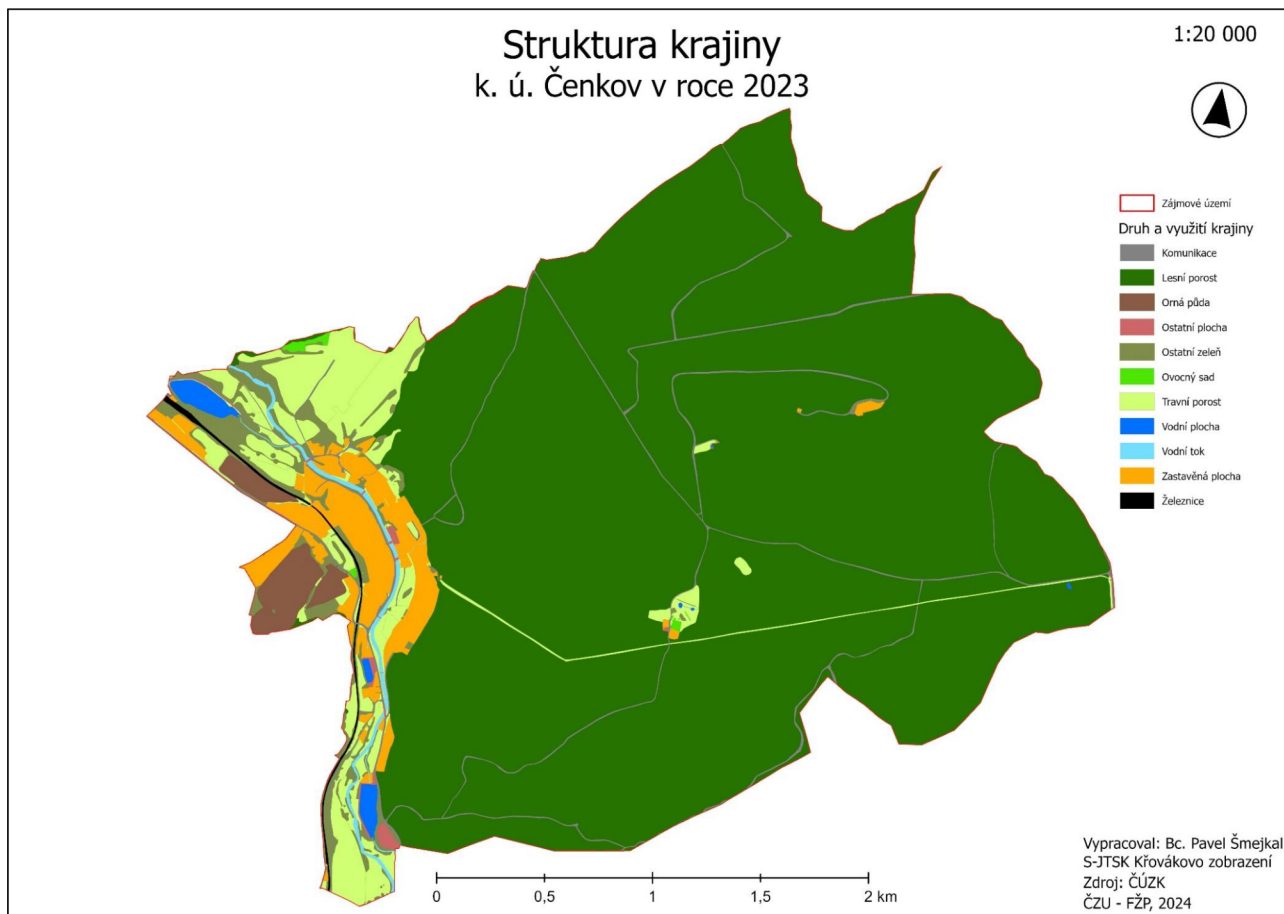 Struktura krajiny
k. ú. Čenkov v roce 2023
1:20 000
Zájmové území
Druh a využití krajiny
Komunikace
Lesní porost
Orná půda
Ostatní plocha
Ostatní zeleň
Ovocný sad
Travní porost
Vodní plocha
Vodní tok
Zastavěná plocha
Železnice
0 0,5 1 1,5 2 km
Vypracoval: Bc. Pavel Šmejkal
S-JTSK Křovákovo zobrazení
Zdroj: ČÚZK
ČZU - FŽP, 2024